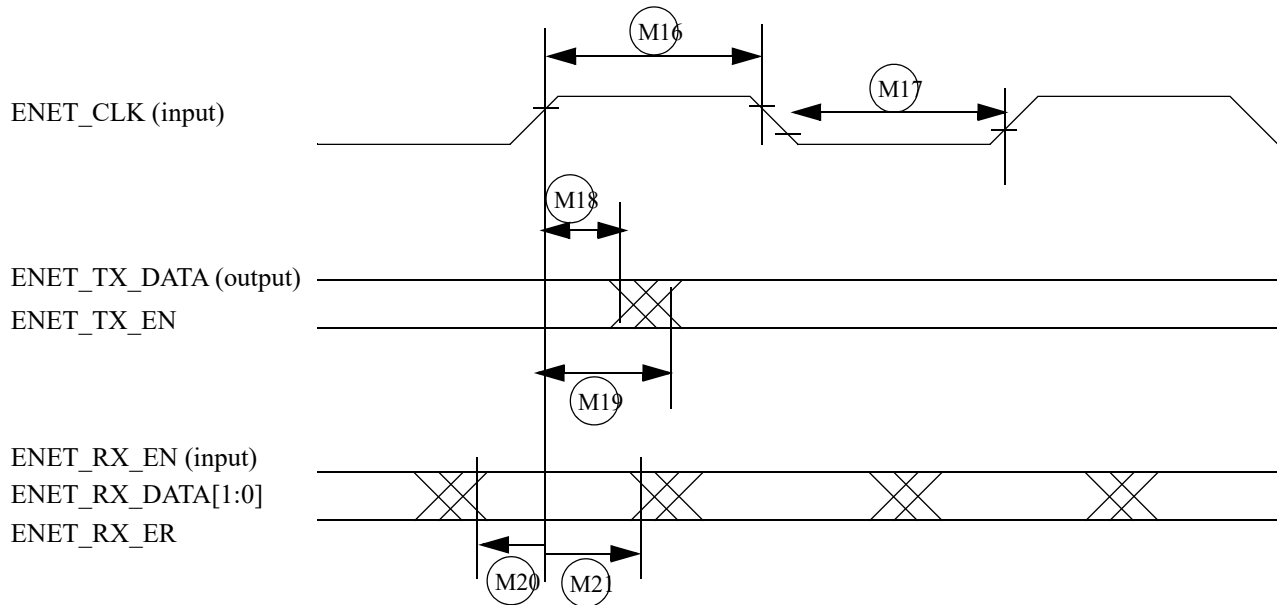 M16
M17
ENET_CLK (input)
M18
ENET_TX_DATA (output)
ENET_TX_EN
M19
ENET_RX_EN (input)
ENET_RX_DATA[1:0]
ENET_RX_ER
M20
M21